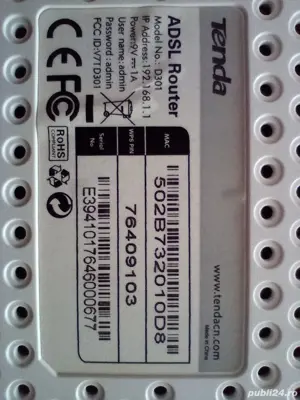 Tenda
ADSL Router
Model No.: D301
IP Address: 192.168.1.1
Power: 9V⎓1A
User name: admin
Password: admin
FCC ID: V7TD301
CE FC
RoHS
COMPLIANT
MAC
502B732010D8
WPS PIN
76409103
Serial No
E3941017646000677
www.tendacn.com
Made in China
publi24.ro